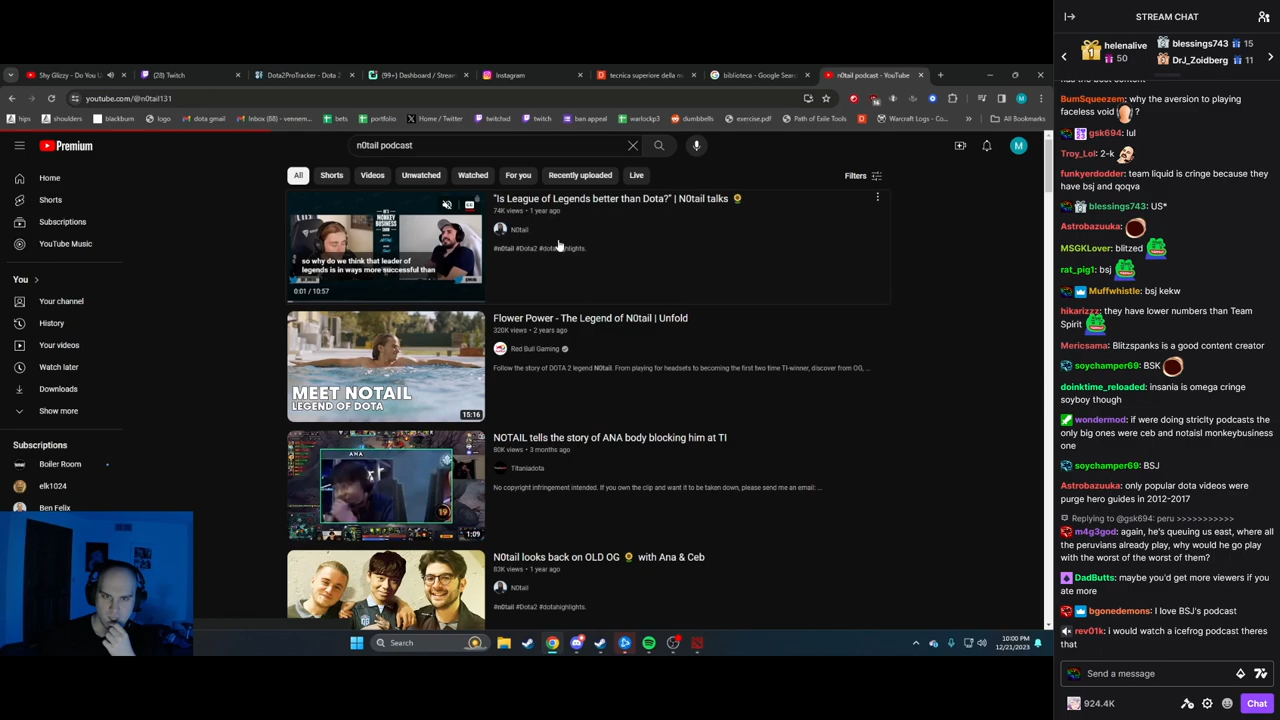 Shy Glizzy - Do You U
(28) Twitch
Dota2ProTracker - Dota 2
(99+) Dashboard / Stream
Instagram
tecnica superiore della m
biblioteca - Google Sear
n0tail podcast - YouTube
youtube.com/@n0tail131
hips
shoulders
blackburn
logo
dota gmail
Inbox (88) - vennem...
bets
portfolio
Home / Twitter
twitchad
twitch
ban appeal
warlockp3
dumbbells
exercise.pdf
Path of Exile Tools
Warcraft Logs - Co...
All Bookmarks
Premium
n0tail podcast
M
All
Shorts
Videos
Unwatched
Watched
For you
Recently uploaded
Live
Filters
Home
Shorts
Subscriptions
YouTube Music
You
Your channel
History
Your videos
Watch later
Downloads
Show more
Subscriptions
Boiler Room
elk1024
Ben Felix
so why do we think that leader of
legends is in ways more successful than
0:01 / 10:57
"Is League of Legends better than Dota?" | N0tail talks
74K views • 1 year ago
N0tail
#n0tail #Dota2 #dotahighlights.
MEET NOTAIL
LEGEND OF DOTA
15:16
Flower Power - The Legend of N0tail | Unfold
320K views • 2 years ago
Red Bull Gaming
Follow the story of DOTA 2 legend N0tail. From playing for headsets to becoming the first two time TI-winner, discover from OG, ...
ANA
19
1:09
NOTAIL tells the story of ANA body blocking him at TI
80K views • 3 months ago
Titaniadota
No copyright infringement intended. If you own the clip and want it to be taken down, please send me an email: ...
N0tail looks back on OLD OG with Ana & Ceb
83K views • 1 year ago
N0tail
#n0tail #Dota2 #dotahighlights.
Search
10:00 PM
12/21/2023
STREAM CHAT
helenalive
50
blessings743 15
DrJ_Zoidberg 11
has the best content
BumSqueezem: why the aversion to playing
faceless void ?
gsk694: lul
Troy_Lol: 2-k
funkyerdodder: team liquid is cringe because they
have bsj and qoqva
blessings743: US*
Astrobazuuka:
MSGKLover: blitzed
rat_pig1: bsj
Muffwhistle: bsj kekw
hikarizzz: they have lower numbers than Team
Spirit
Mericsama: Blitzspanks is a good content creator
soychamper69: BSK
doinktime_reloaded: insania is omega cringe
soyboy though
wondermod: if were doing striclty podcasts the
only big ones were ceb and notaisl monkeybusiness
one
soychamper69: BSJ
Astrobazuuka: only popular dota videos were
purge hero guides in 2012-2017
Replying to @gsk694: peru >>>>>>>>>>>
m4g3god: again, he's queuing us east, where all
the peruvians already play, why would he go play
with the worst of the worst of them?
DadButts: maybe you'd get more viewers if you
ate more
bgonedemons: I love BSJ's podcast
rev01k: i would watch a icefrog podcast theres
that
Send a message
924.4K
Chat